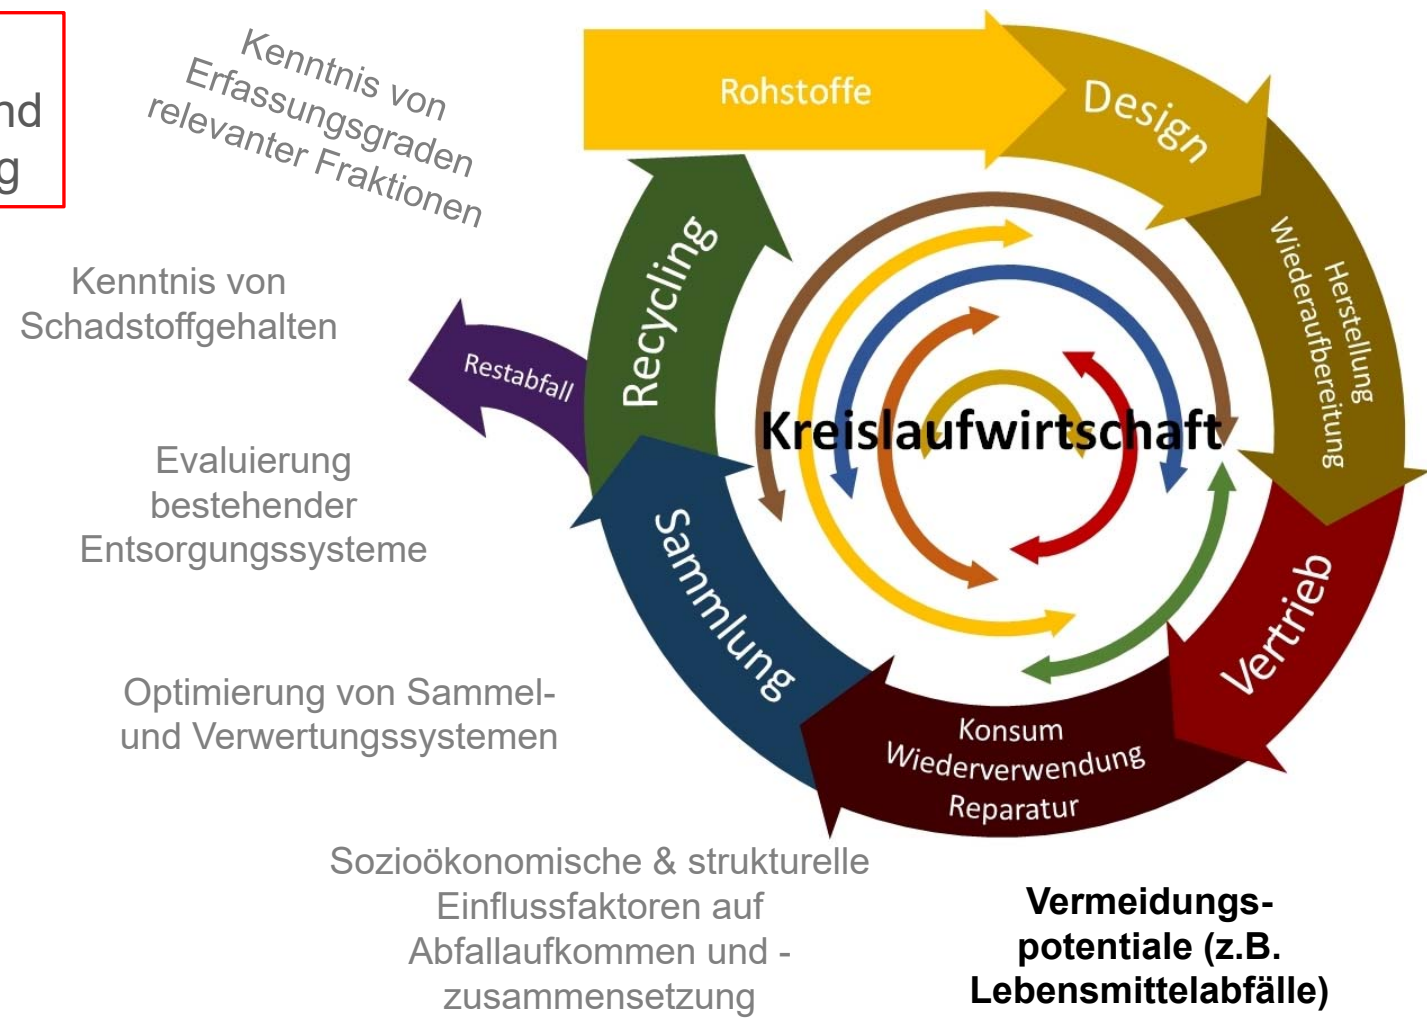 nd
g
Kenntnis von
Erfassungsgraden
relevanter Fraktionen
Kenntnis von
Schadstoffgehalten
Evaluierung
bestehender
Entsorgungssysteme
Optimierung von Sammel-
und Verwertungssystemen
Sozioökonomische & strukturelle
Einflussfaktoren auf
Abfallaufkommen und -
zusammensetzung
Vermeidungs-
potentiale (z.B.
Lebensmittelabfälle)
Rohstoffe
Design
Herstellung
Wiederaufbereitung
Vertrieb
Konsum
Wiederverwendung
Reparatur
Sammlung
Recycling
Restabfall
Kreislaufwirtschaft